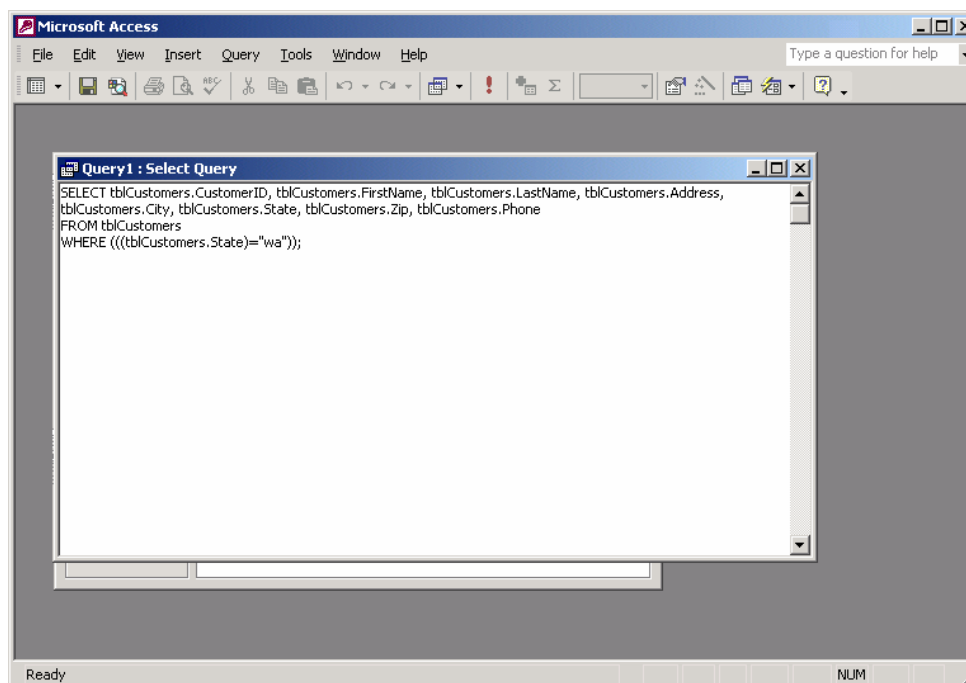 Microsoft Access
File Edit View Insert Query Tools Window Help Type a question for help
ABC
Query1 : Select Query
SELECT tblCustomers.CustomerID, tblCustomers.FirstName, tblCustomers.LastName, tblCustomers.Address,
tblCustomers.City, tblCustomers.State, tblCustomers.Zip, tblCustomers.Phone
FROM tblCustomers
WHERE (((tblCustomers.State)="wa"));
Ready NUM